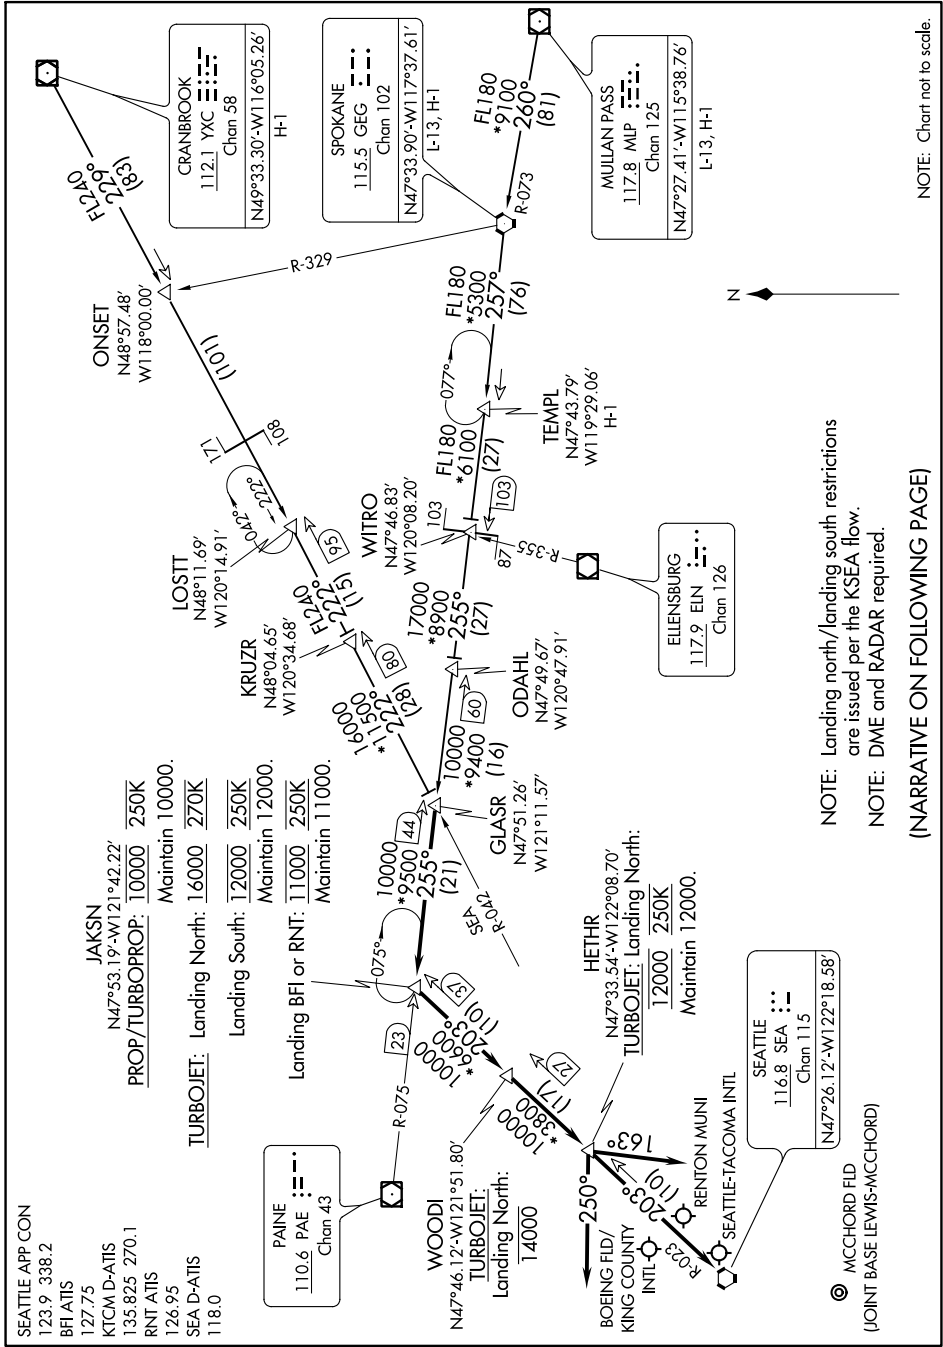 SEATTLE APP CON
123.9 338.2
BFI ATIS
127.75
KTCM D-ATIS
135.825 270.1
RNT ATIS
126.95
SEA D-ATIS
118.0
JAKSN
N47°53.19′-W121°42.22′
PROP/TURBOPROP: 10000 250K
Maintain 10000.
TURBOJET: Landing North: 16000 270K
Landing South: 12000 250K
Maintain 12000.
Landing BFI or RNT: 11000 250K
Maintain 11000.
CRANBROOK
112.1 YXC
Chan 58
N49°33.30′-W116°05.26′
H-1
FL240
229°
(83)
ONSET
N48°57.48′
W118°00.00′
(101)
171
108
R-329
SPOKANE
115.5 GEG
Chan 102
N47°33.90′-W117°37.61′
L-13, H-1
FL180
*9100
260°
(81)
R-073
MULLAN PASS
117.8 MLP
Chan 125
N47°27.41′-W115°38.76′
L-13, H-1
LOSTT
N48°11.69′
W120°14.91′
042°
222°
95
FL240
222°
(15)
KRUZR
N48°04.65′
W120°34.68′
80
16000
*11500
222°
(28)
FL180
*5300
257°
(76)
077°
TEMPL
N47°43.79′
W119°29.06′
H-1
FL180
*6100
(27)
WITRO
N47°46.83′
W120°08.20′
103
87
103
R-355
ELLENSBURG
117.9 ELN
Chan 126
17000
*8900
255°
(27)
ODAHL
N47°49.67′
W120°47.91′
60
10000
*9400
(16)
GLASR
N47°51.26′
W121°11.57′
44
SEA
R-042
10000
*9500
255°
(21)
075°
23
37
R-075
PAINE
110.6 PAE
Chan 43
10000
*6600
203°
(10)
WOODI
N47°46.12′-W121°51.80′
TURBOJET:
Landing North:
14000
27
10000
*3800
(17)
HETHR
N47°33.54′-W122°08.70′
TURBOJET: Landing North:
12000 250K
Maintain 12000.
250°
163°
203°
(10)
R-023
BOEING FLD/
KING COUNTY
INTL
RENTON MUNI
SEATTLE-TACOMA INTL
SEATTLE
116.8 SEA
Chan 115
N47°26.12′-W122°18.58′
MCCHORD FLD
(JOINT BASE LEWIS-MCCHORD)
N
NOTE: Landing north/landing south restrictions
are issued per the KSEA flow.
NOTE: DME and RADAR required.
(NARRATIVE ON FOLLOWING PAGE)
NOTE: Chart not to scale.